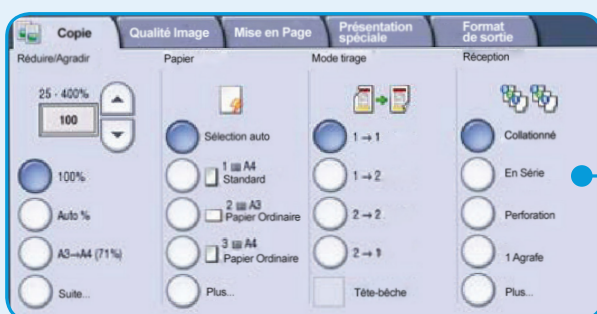 Copie
Qualité Image
Mise en Page
Présentation
spéciale
Format
de sortie
Réduire/Agradir
25 - 400%
100
100%
Auto %
A3→A4 (71%)
Suite...
Papier
Sélection auto
1 A4
Standard
2 A3
Papier Ordinaire
3 A4
Papier Ordinaire
Plus...
Mode tirage
1 → 1
1 → 2
2 → 2
2 → 1
Tête-bêche
Réception
Collationné
En Série
Perforation
1 Agrafe
Plus...